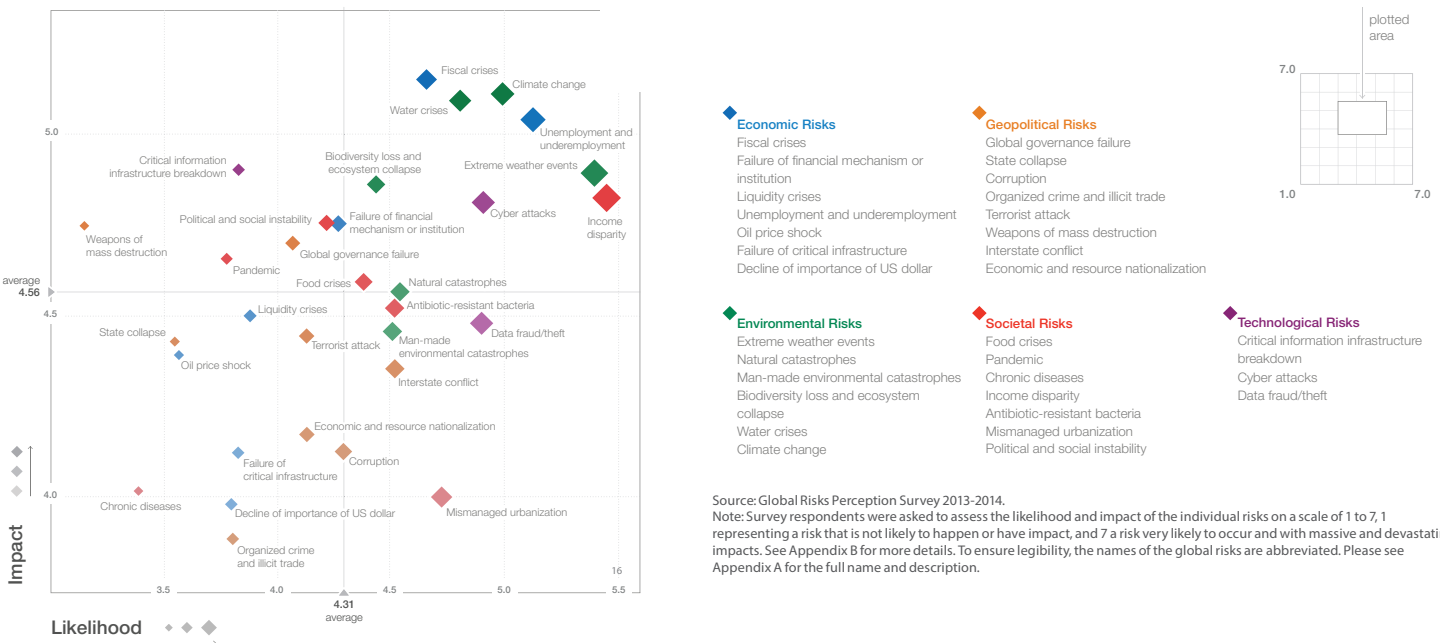 Fiscal crises
Climate change
Water crises
5.0
Unemployment and
underemployment
Critical information
infrastructure breakdown
Biodiversity loss and
ecosystem collapse
Extreme weather events
Political and social instability
Failure of financial
mechanism or institution
Cyber attacks
Income
disparity
Weapons of
mass destruction
Global governance failure
Pandemic
average
4.56
Food crises
Natural catastrophes
4.5
Liquidity crises
Antibiotic-resistant bacteria
State collapse
Oil price shock
Terrorist attack
Man-made
environmental catastrophes
Data fraud/theft
Interstate conflict
Economic and resource nationalization
Failure of
critical infrastructure
Corruption
4.0
Chronic diseases
Decline of importance of US dollar
Mismanaged urbanization
Organized crime
and illicit trade
16
Impact
3.5
4.0
4.5
5.0
5.5
4.31
average
Likelihood
plotted
area
7.0
1.0
7.0
Economic Risks
Fiscal crises
Failure of financial mechanism or
institution
Liquidity crises
Unemployment and underemployment
Oil price shock
Failure of critical infrastructure
Decline of importance of US dollar
Geopolitical Risks
Global governance failure
State collapse
Corruption
Organized crime and illicit trade
Terrorist attack
Weapons of mass destruction
Interstate conflict
Economic and resource nationalization
Environmental Risks
Extreme weather events
Natural catastrophes
Man-made environmental catastrophes
Biodiversity loss and ecosystem
collapse
Water crises
Climate change
Societal Risks
Food crises
Pandemic
Chronic diseases
Income disparity
Antibiotic-resistant bacteria
Mismanaged urbanization
Political and social instability
Technological Risks
Critical information infrastructure
breakdown
Cyber attacks
Data fraud/theft
Source: Global Risks Perception Survey 2013-2014.
Note: Survey respondents were asked to assess the likelihood and impact of the individual risks on a scale of 1 to 7, 1
representing a risk that is not likely to happen or have impact, and 7 a risk very likely to occur and with massive and devastati
impacts. See Appendix B for more details. To ensure legibility, the names of the global risks are abbreviated. Please see
Appendix A for the full name and description.